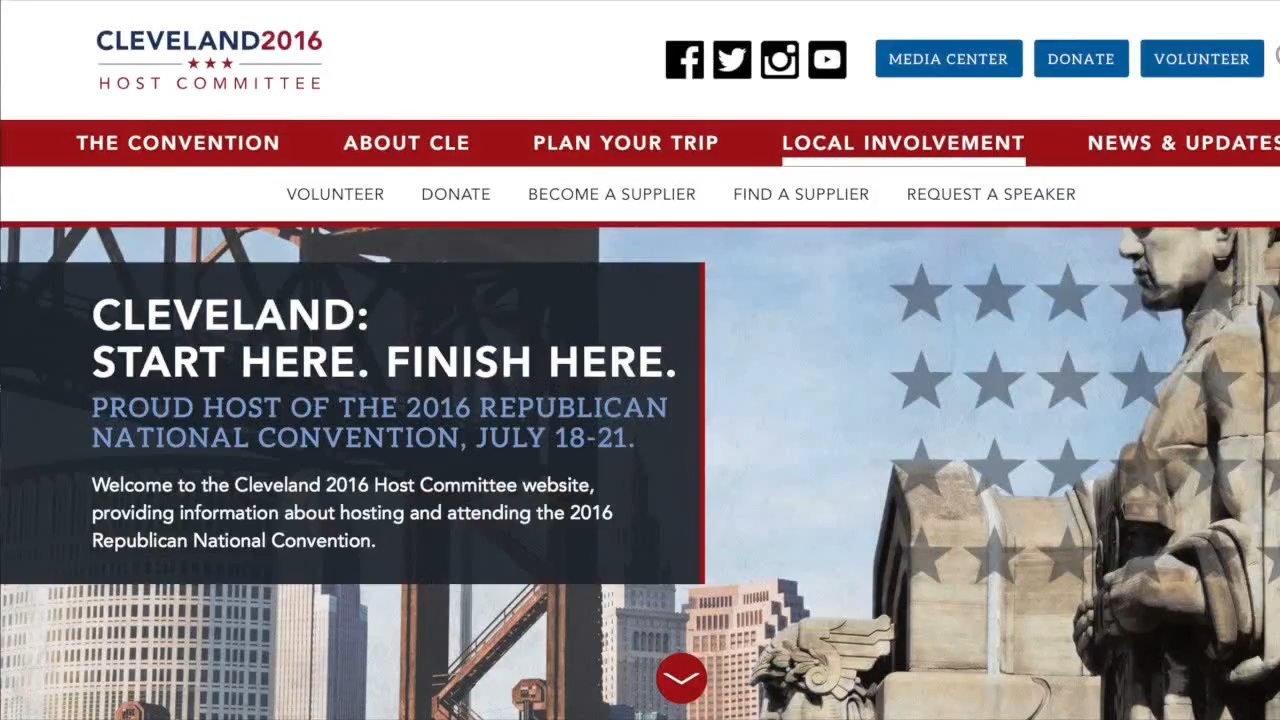 CLEVELAND2016
HOST COMMITTEE
MEDIA CENTER
DONATE
VOLUNTEER
THE CONVENTION
ABOUT CLE
PLAN YOUR TRIP
LOCAL INVOLVEMENT
NEWS & UPDATES
VOLUNTEER
DONATE
BECOME A SUPPLIER
FIND A SUPPLIER
REQUEST A SPEAKER
CLEVELAND:
START HERE. FINISH HERE.
PROUD HOST OF THE 2016 REPUBLICAN
NATIONAL CONVENTION, JULY 18-21.
Welcome to the Cleveland 2016 Host Committee website,
providing information about hosting and attending the 2016
Republican National Convention.